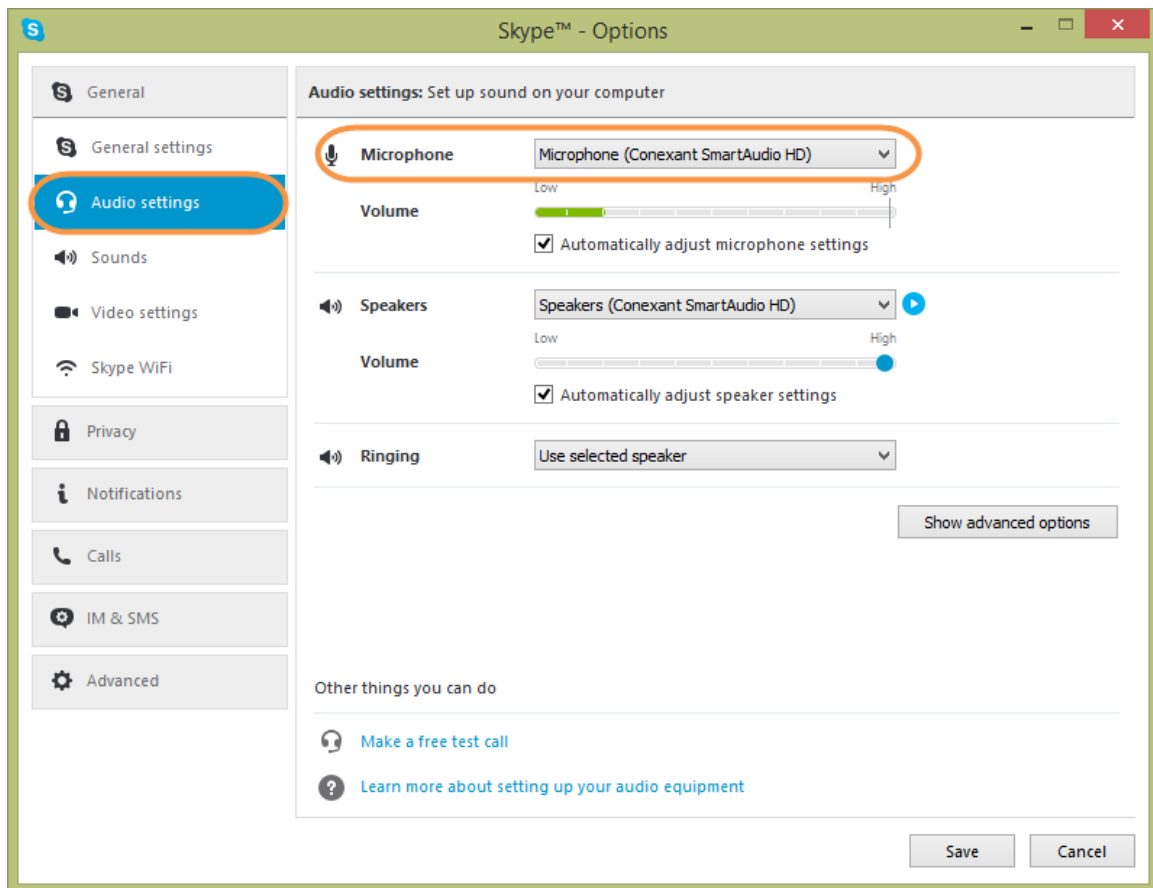 Skype™ - Options
General
General settings
Audio settings
Sounds
Video settings
Skype WiFi
Privacy
Notifications
Calls
IM & SMS
Advanced
Audio settings: Set up sound on your computer
Microphone Microphone (Conexant SmartAudio HD)
Low High
Volume
Automatically adjust microphone settings
Speakers Speakers (Conexant SmartAudio HD)
Low High
Volume
Automatically adjust speaker settings
Ringing Use selected speaker
Show advanced options
Other things you can do
Make a free test call
Learn more about setting up your audio equipment
Save Cancel